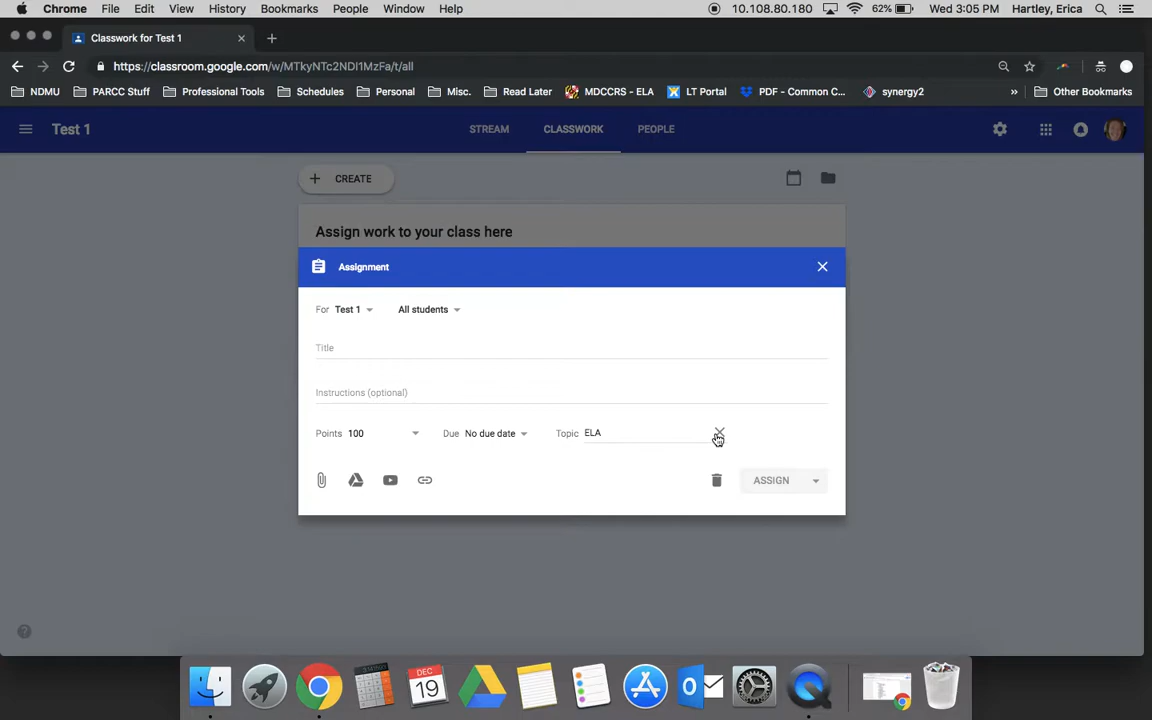 Chrome File Edit View History Bookmarks People Window Help 10.108.80.180 62% Wed 3:05 PM Hartley, Erica
Classwork for Test 1
https://classroom.google.com/w/MTkyNTc2NDI1MzFa/t/all
NDMU PARCC Stuff Professional Tools Schedules Personal Misc. Read Later MDCCRS - ELA LT Portal PDF - Common C... synergy2 » Other Bookmarks
Test 1 STREAM CLASSWORK PEOPLE
CREATE
Assign work to your class here
Assignment
For Test 1 All students
Title
Instructions (optional)
Points 100 Due No due date Topic ELA
ASSIGN
DEC
19